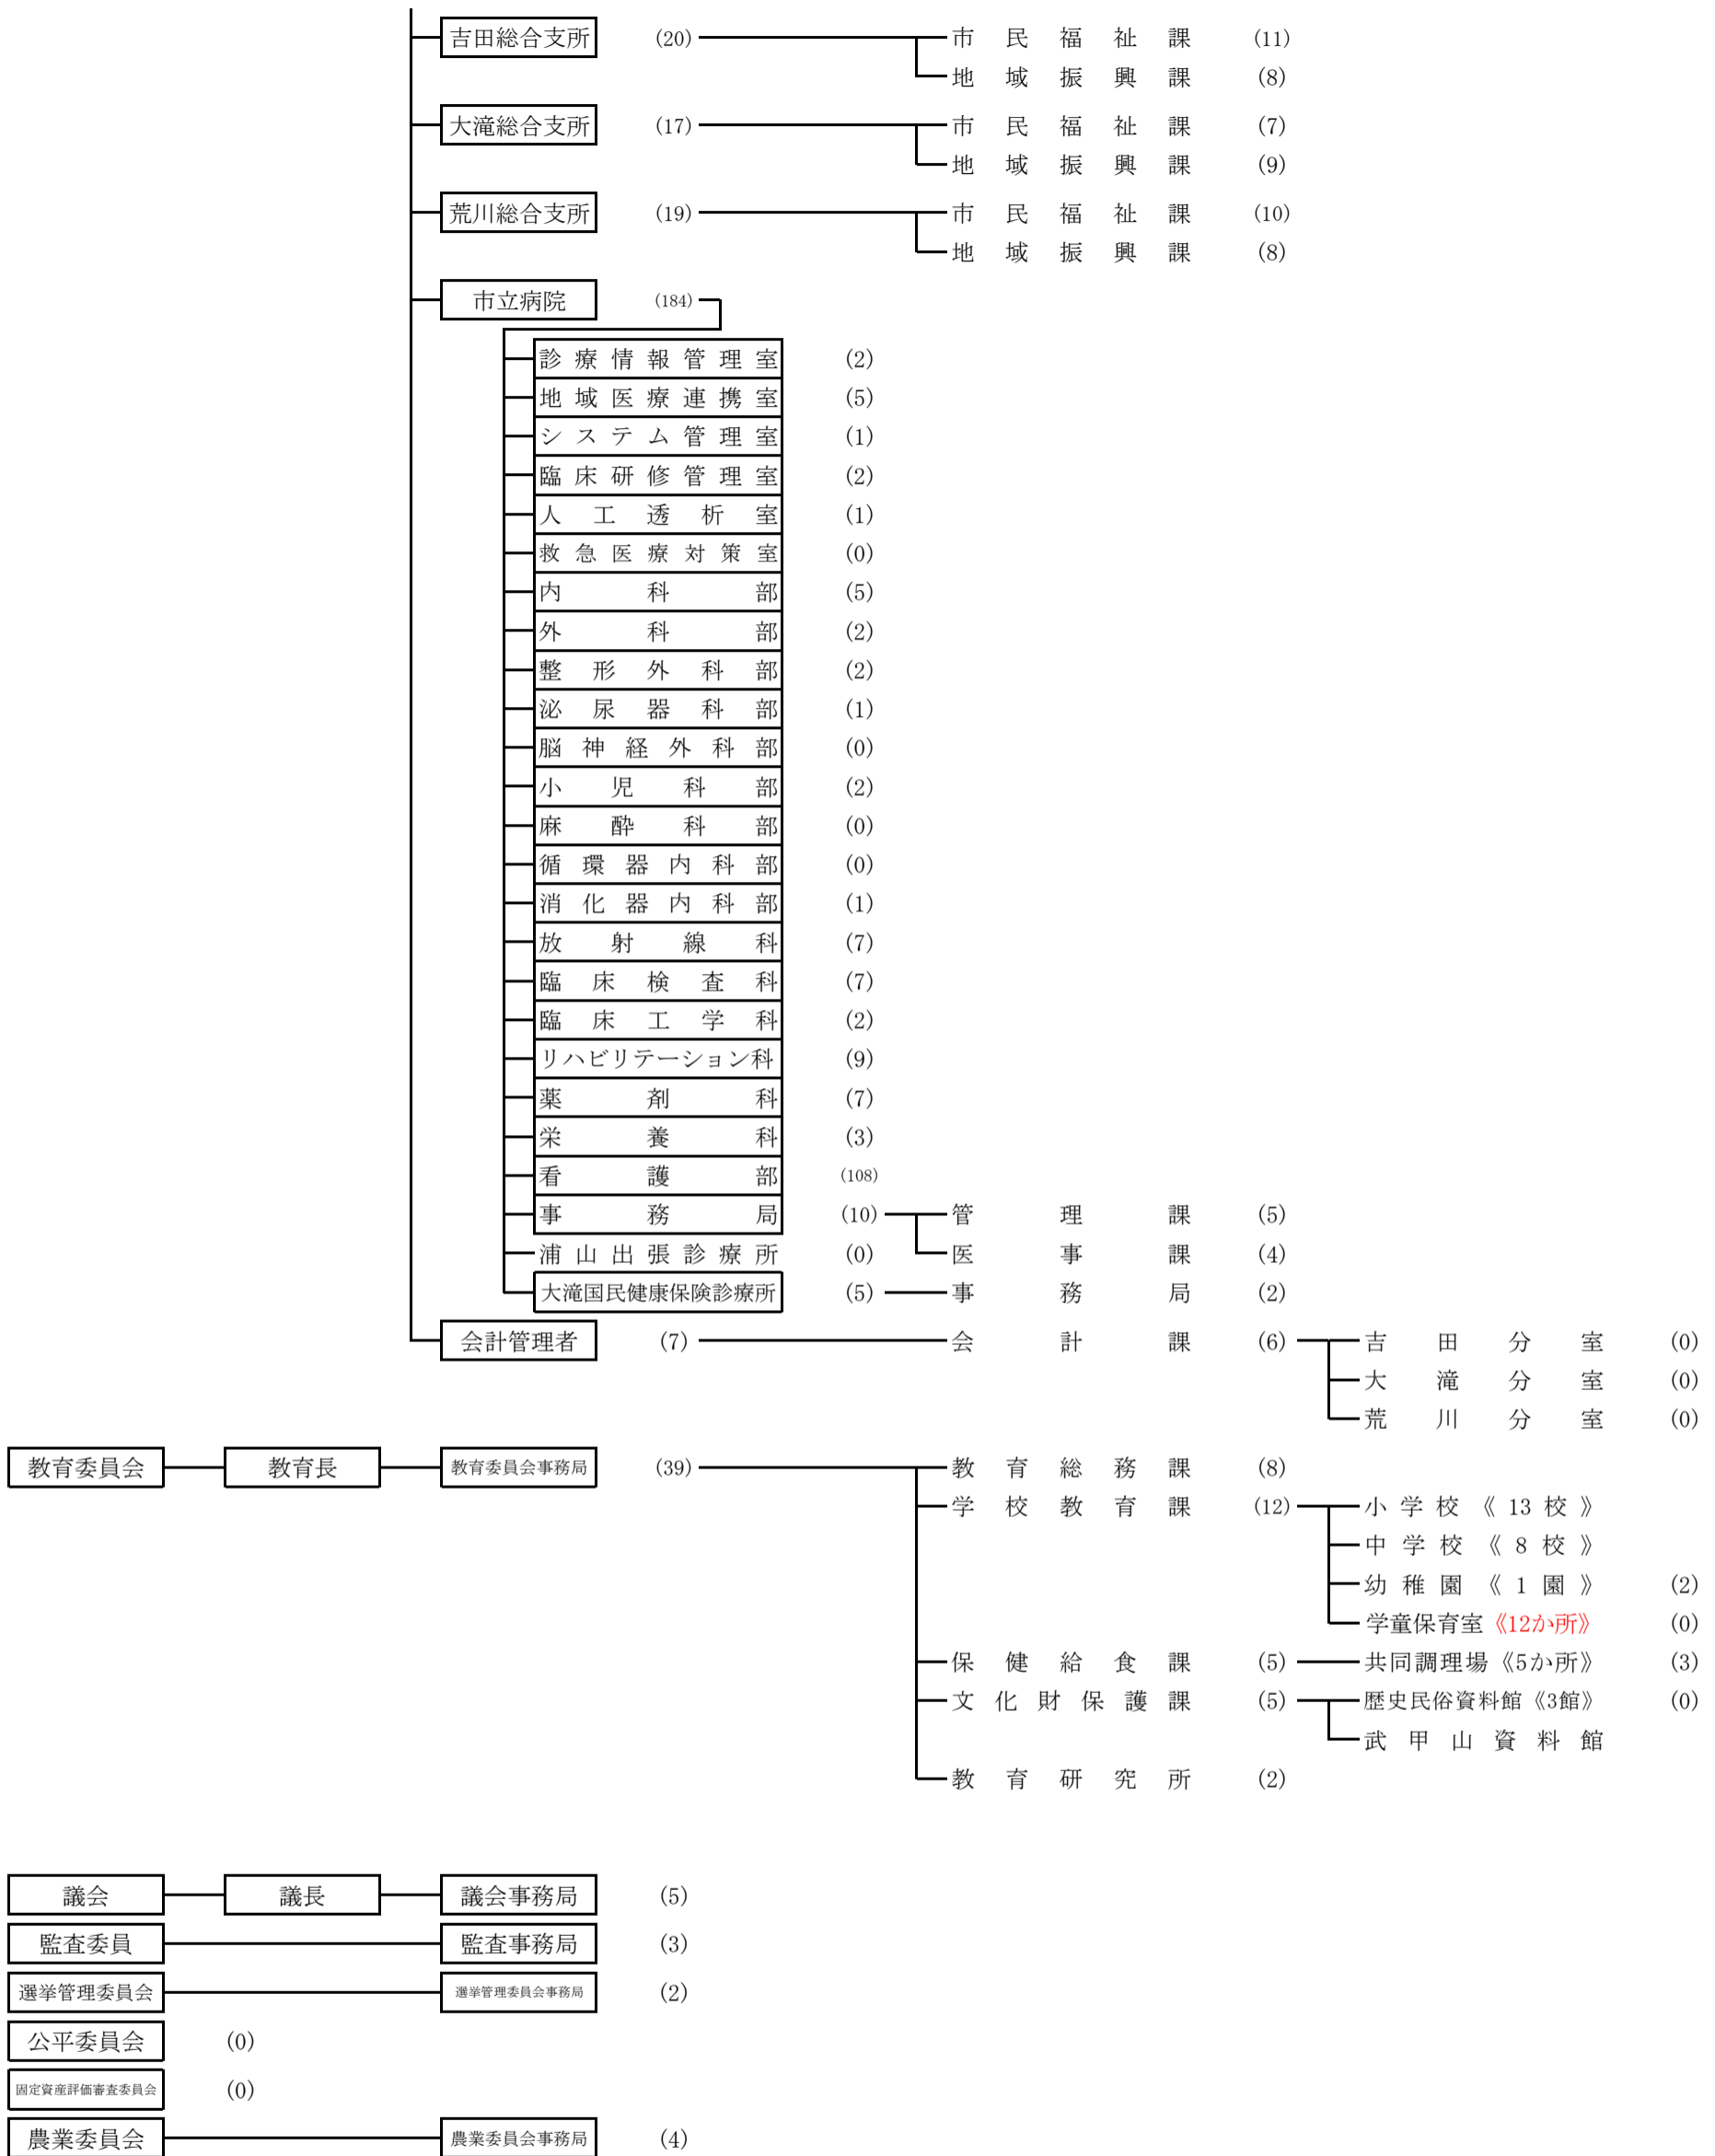 吉田総合支所 (20) 市民福祉課 (11)
地域振興課 (8)
大滝総合支所 (17) 市民福祉課 (7)
地域振興課 (9)
荒川総合支所 (19) 市民福祉課 (10)
地域振興課 (8)
市立病院 (184)
診療情報管理室 (2)
地域医療連携室 (5)
システム管理室 (1)
臨床研修管理室 (2)
人工透析室 (1)
救急医療対策室 (0)
内科部 (5)
外科部 (2)
整形外科部 (2)
泌尿器科部 (1)
脳神経外科部 (0)
小児科部 (2)
麻酔科部 (0)
循環器内科部 (0)
消化器内科部 (1)
放射線科 (7)
臨床検査科 (7)
臨床工学科 (2)
リハビリテーション科 (9)
薬剤科 (7)
栄養科 (3)
看護部 (108)
事務局 (10) 管理課 (5)
浦山出張診療所 (0) 医事課 (4)
大滝国民健康保険診療所 (5) 事務局 (2)
会計管理者 (7) 会計課 (6) 吉田分室 (0)
大滝分室 (0)
荒川分室 (0)
教育委員会 教育長 教育委員会事務局 (39) 教育総務課 (8)
学校教育課 (12) 小学校《13校》
中学校《8校》
幼稚園《1園》 (2)
学童保育室《12か所》 (0)
保健給食課 (5) 共同調理場《5か所》 (3)
文化財保護課 (5) 歴史民俗資料館《3館》 (0)
武甲山資料館
教育研究所 (2)
議会 議長 議会事務局 (5)
監査委員 監査事務局 (3)
選挙管理委員会 選挙管理委員会事務局 (2)
公平委員会 (0)
固定資産評価審査委員会 (0)
農業委員会 農業委員会事務局 (4)